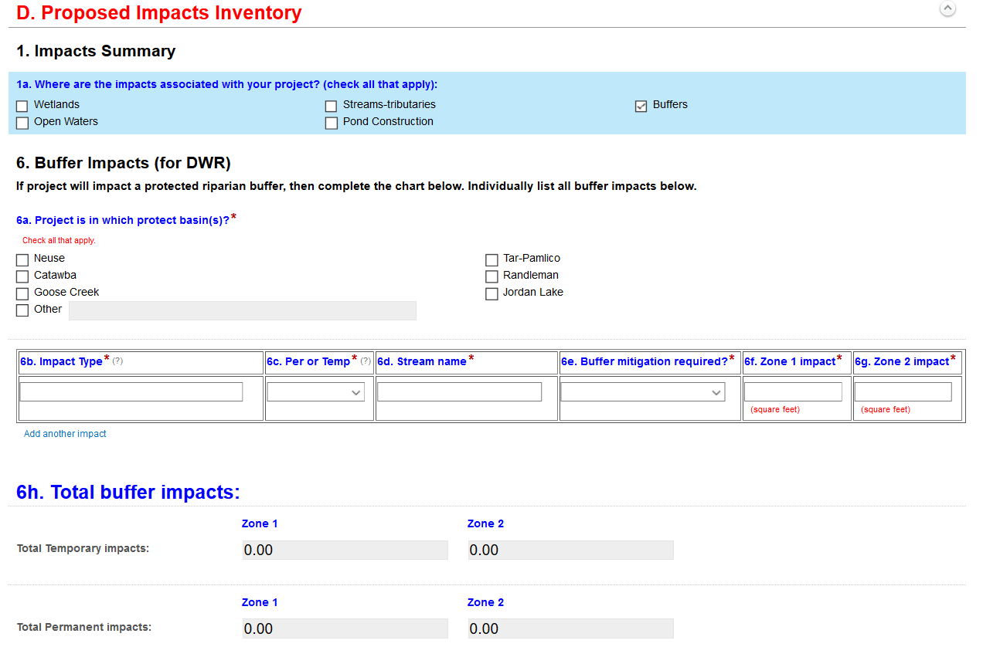 D. Proposed Impacts Inventory
1. Impacts Summary
1a. Where are the impacts associated with your project? (check all that apply):
Wetlands Streams-tributaries Buffers
Open Waters Pond Construction
6. Buffer Impacts (for DWR)
If project will impact a protected riparian buffer, then complete the chart below. Individually list all buffer impacts below.
6a. Project is in which protect basin(s)?*
Check all that apply.
Neuse Tar-Pamlico
Catawba Randleman
Goose Creek Jordan Lake
Other
6b. Impact Type* (?) 6c. Per or Temp* (?) 6d. Stream name* 6e. Buffer mitigation required?* 6f. Zone 1 impact* 6g. Zone 2 impact*
(square feet) (square feet)
Add another impact
6h. Total buffer impacts:
Zone 1 Zone 2
Total Temporary impacts: 0.00 0.00
Zone 1 Zone 2
Total Permanent impacts: 0.00 0.00